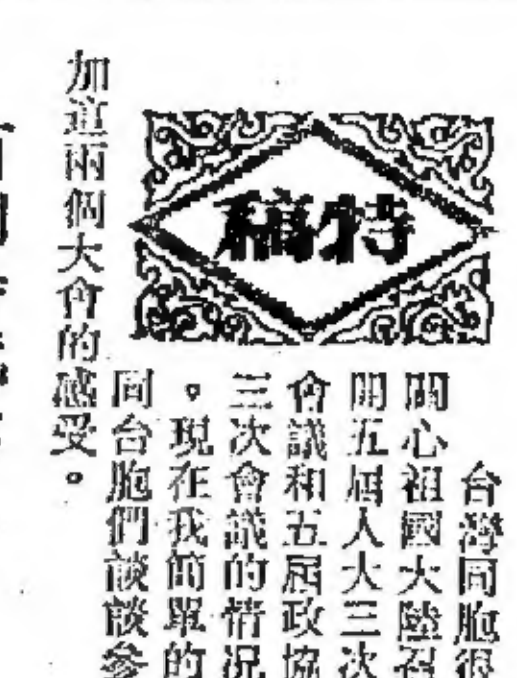 特稿
台灣同胞很
關心祖國大陸召
開五屆人大三次
會議和五屆政協
三次會議的情况
。現在我簡單的
同台胞們談談參
加這兩個大會的感受。